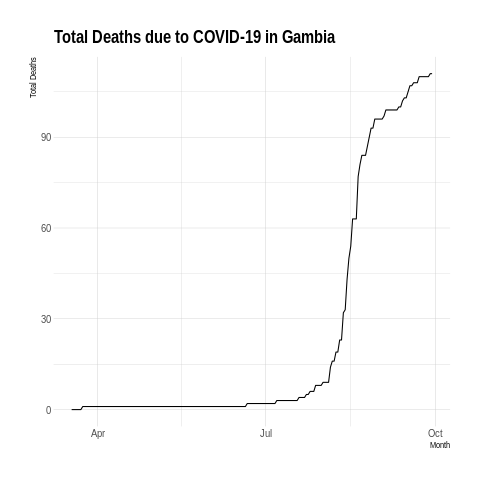 Total Deaths due to COVID-19 in Gambia
Total Deaths
90
60
30
0
Apr
Jul
Oct
Month